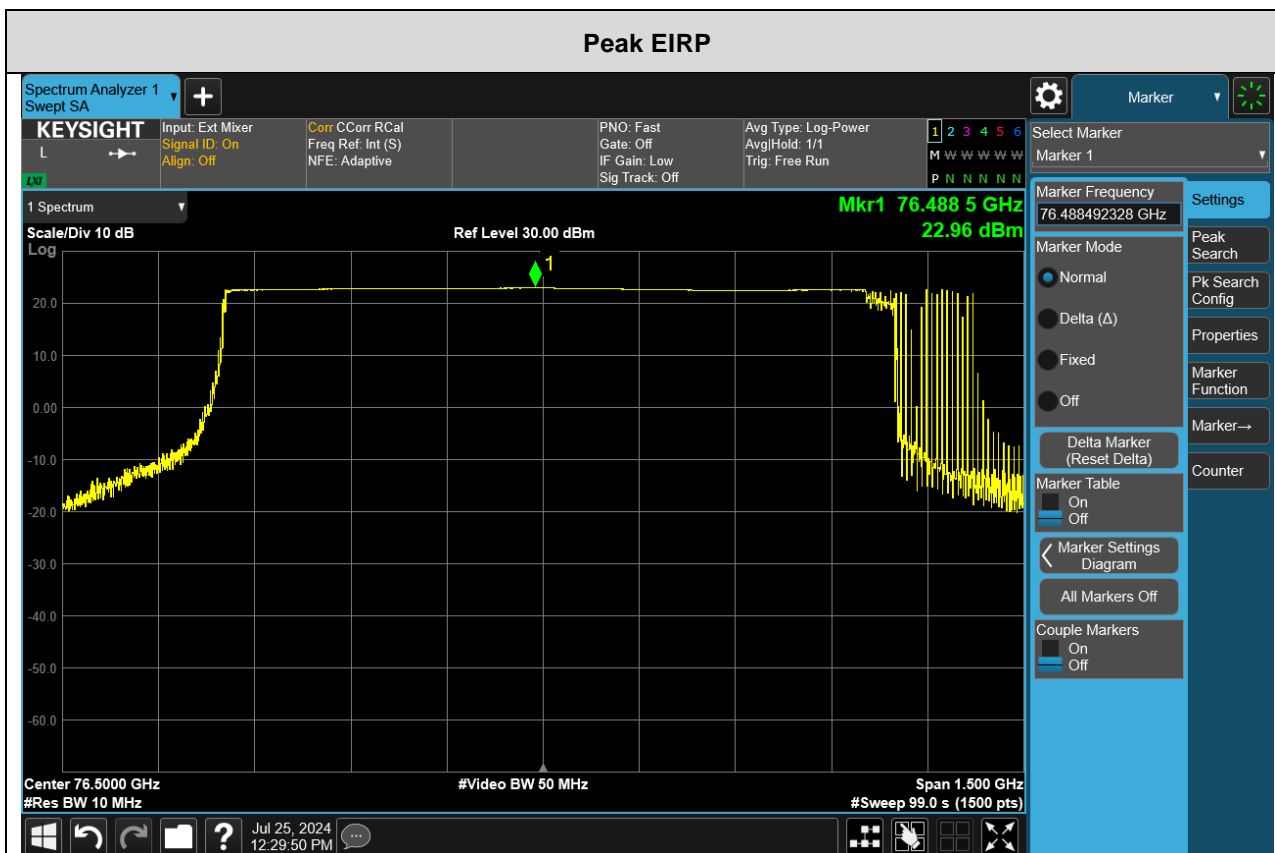 Peak EIRP
Spectrum Analyzer 1
Swept SA
+
Marker
KEYSIGHT
L
LXI
Input: Ext Mixer
Signal ID: On
Align: Off
Corr CCorr RCal
Freq Ref: Int (S)
NFE: Adaptive
PNO: Fast
Gate: Off
IF Gain: Low
Sig Track: Off
Avg Type: Log-Power
Avg|Hold: 1/1
Trig: Free Run
1 2 3 4 5 6
M W W W W W
P N N N N N
Select Marker
Marker 1
1 Spectrum
Scale/Div 10 dB
Log
Ref Level 30.00 dBm
Mkr1 76.488 5 GHz
22.96 dBm
1
20.0
10.0
0.00
-10.0
-20.0
-30.0
-40.0
-50.0
-60.0
Center 76.5000 GHz
#Res BW 10 MHz
#Video BW 50 MHz
Span 1.500 GHz
#Sweep 99.0 s (1500 pts)
Marker Frequency
76.488492328 GHz
Marker Mode
Normal
Delta (Δ)
Fixed
Off
Delta Marker
(Reset Delta)
Marker Table
On
Off
Marker Settings
Diagram
All Markers Off
Couple Markers
On
Off
Settings
Peak
Search
Pk Search
Config
Properties
Marker
Function
Marker→
Counter
?
Jul 25, 2024
12:29:50 PM